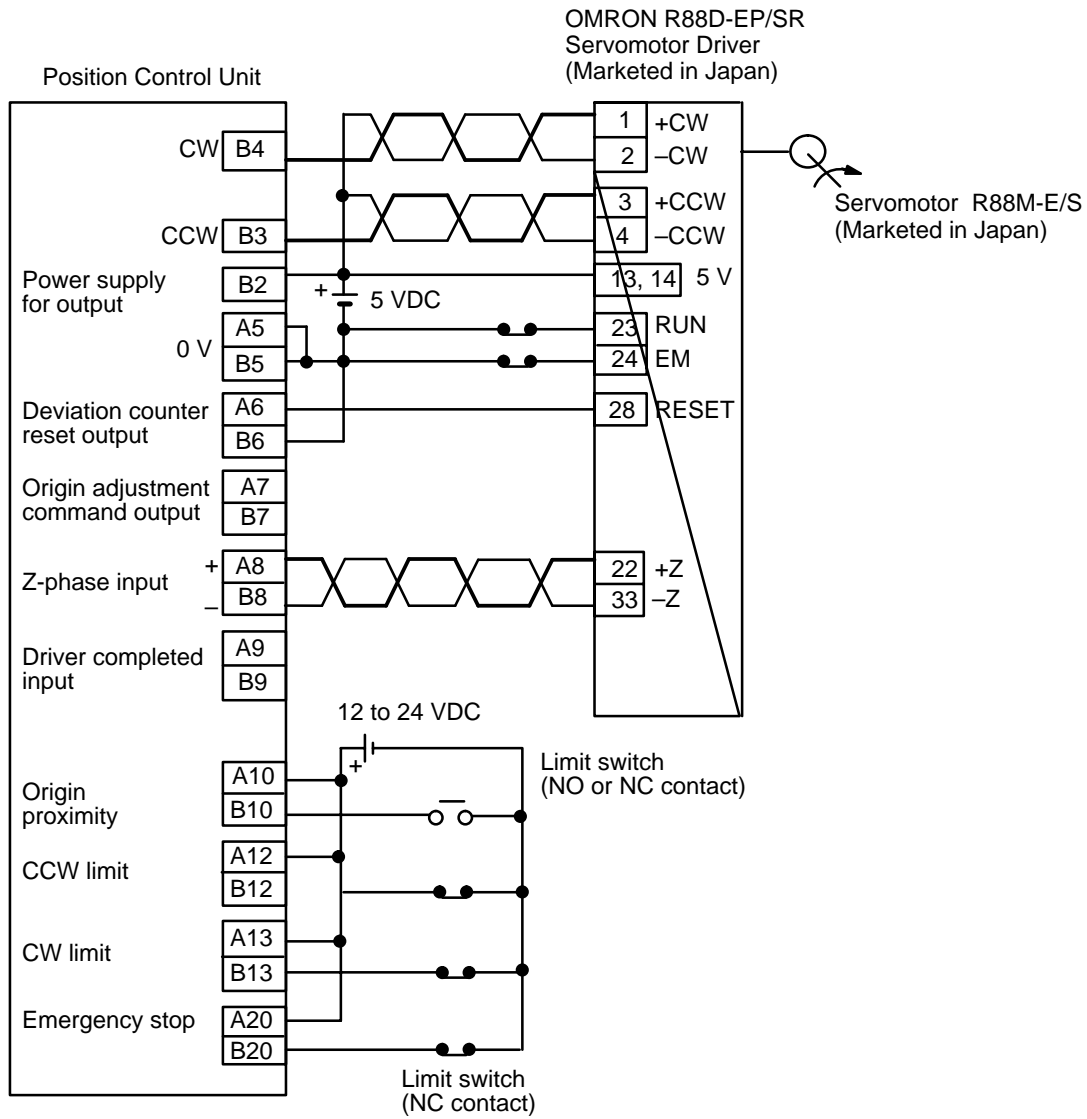 OMRON R88D-EP/SR
Servomotor Driver
(Marketed in Japan)
Position Control Unit
CW B4
1 +CW
2 –CW
3 +CCW
4 –CCW
Servomotor R88M-E/S
(Marketed in Japan)
CCW B3
Power supply
for output
B2
+ 5 VDC
13, 14 5 V
0 V
A5
B5
23 RUN
24 EM
Deviation counter
reset output
A6
B6
28 RESET
Origin adjustment
command output
A7
B7
Z-phase input
+ A8
– B8
22 +Z
33 –Z
Driver completed
input
A9
B9
12 to 24 VDC
+
Limit switch
(NO or NC contact)
Origin
proximity
A10
B10
CCW limit
A12
B12
CW limit
A13
B13
Emergency stop
A20
B20
Limit switch
(NC contact)